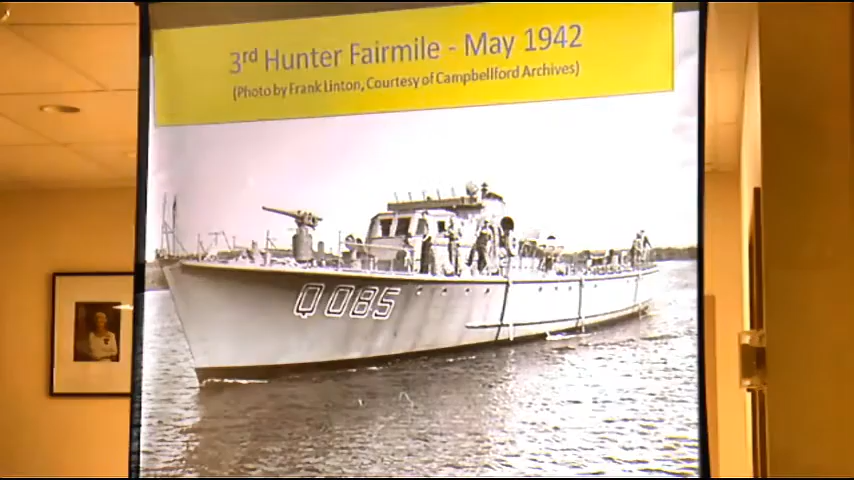 3rd Hunter Fairmile - May 1942
(Photo by Frank Linton, Courtesy of Campbellford Archives)
Q085